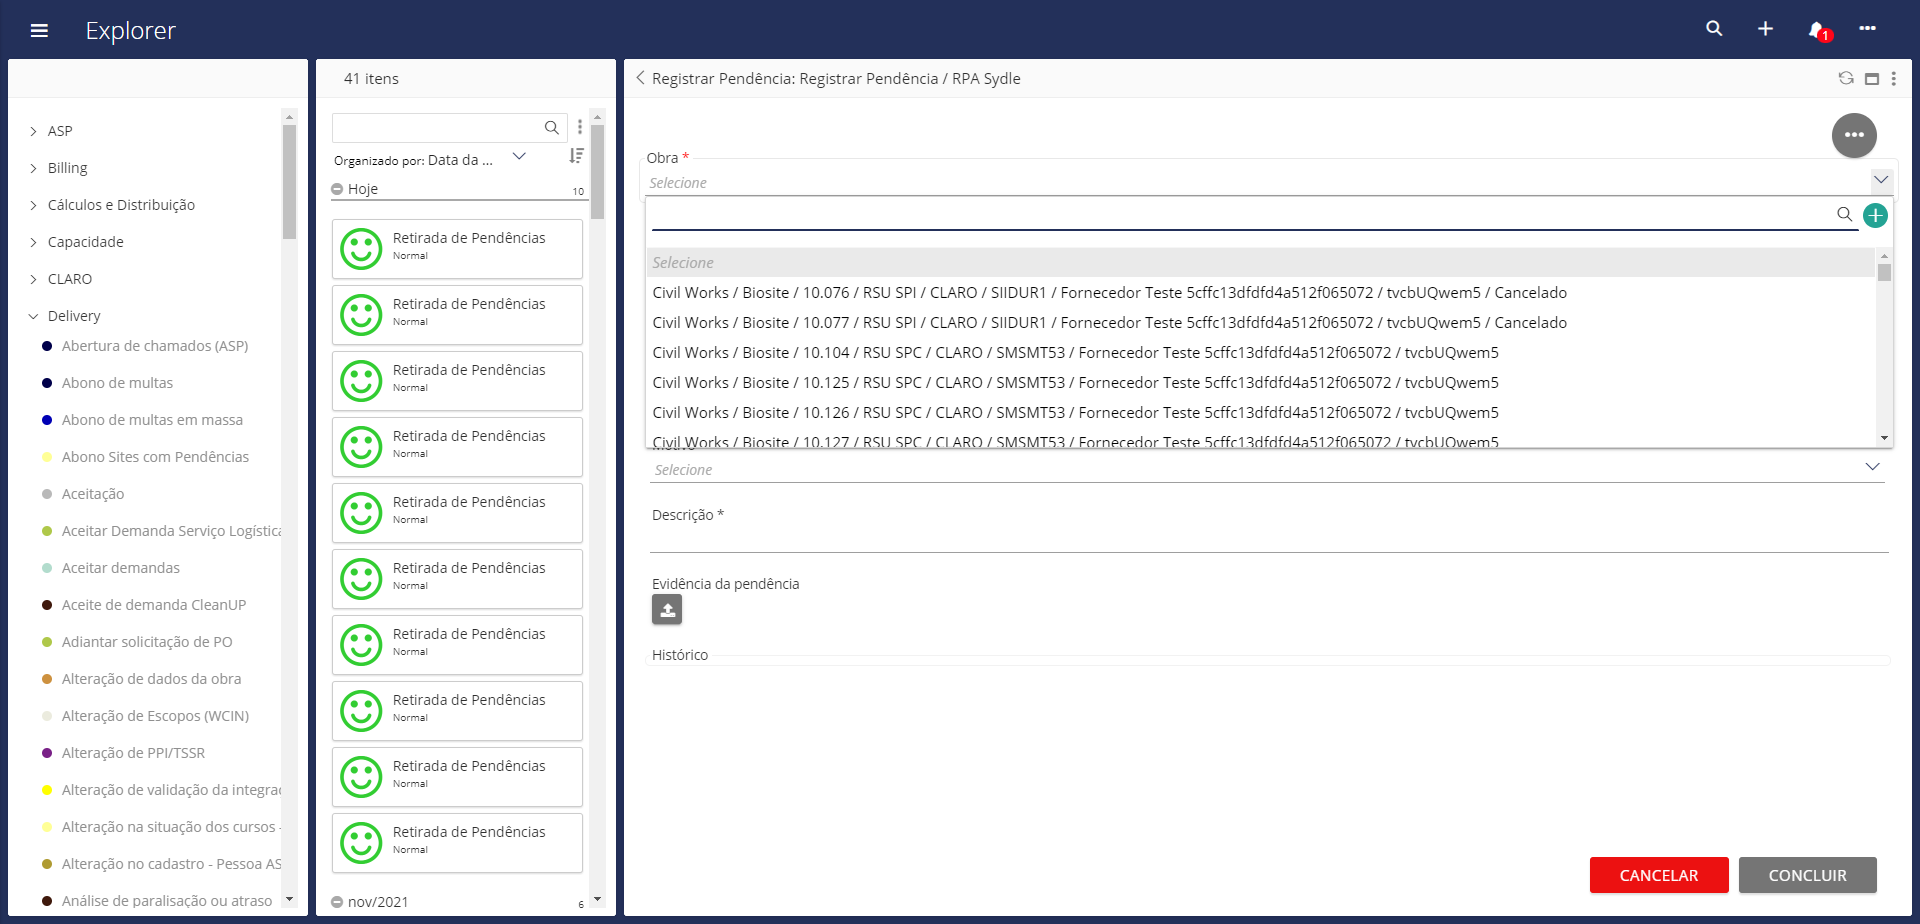 Explorer
1
ASP
Billing
Cálculos e Distribuição
Capacidade
CLARO
Delivery
Abertura de chamados (ASP)
Abono de multas
Abono de multas em massa
Abono Sites com Pendências
Aceitação
Aceitar Demanda Serviço Logística
Aceitar demandas
Aceite de demanda CleanUP
Adiantar solicitação de PO
Alteração de dados da obra
Alteração de Escopos (WCIN)
Alteração de PPI/TSSR
Alteração de validação da integrac
Alteração na situação dos cursos -
Alteração no cadastro - Pessoa AS
Análise de paralisação ou atraso
41 itens
Organizado por: Data da ...
Hoje 10
Retirada de Pendências
Normal
Retirada de Pendências
Normal
Retirada de Pendências
Normal
Retirada de Pendências
Normal
Retirada de Pendências
Normal
Retirada de Pendências
Normal
Retirada de Pendências
Normal
Retirada de Pendências
Normal
Retirada de Pendências
Normal
Retirada de Pendências
Normal
nov/2021 6
Registrar Pendência: Registrar Pendência / RPA Sydle
Obra *
Selecione
Selecione
Civil Works / Biosite / 10.076 / RSU SPI / CLARO / SIIDUR1 / Fornecedor Teste 5cffc13dfdfd4a512f065072 / tvcbUQwem5 / Cancelado
Civil Works / Biosite / 10.077 / RSU SPI / CLARO / SIIDUR1 / Fornecedor Teste 5cffc13dfdfd4a512f065072 / tvcbUQwem5 / Cancelado
Civil Works / Biosite / 10.104 / RSU SPC / CLARO / SMSMT53 / Fornecedor Teste 5cffc13dfdfd4a512f065072 / tvcbUQwem5
Civil Works / Biosite / 10.125 / RSU SPC / CLARO / SMSMT53 / Fornecedor Teste 5cffc13dfdfd4a512f065072 / tvcbUQwem5
Civil Works / Biosite / 10.126 / RSU SPC / CLARO / SMSMT53 / Fornecedor Teste 5cffc13dfdfd4a512f065072 / tvcbUQwem5
Civil Works / Biosite / 10.127 / RSU SPC / CLARO / SMSMT53 / Fornecedor Teste 5cffc13dfdfd4a512f065072 / tvcbUQwem5
Motivo
Selecione
Descrição *
Evidência da pendência
Histórico
CANCELAR
CONCLUIR